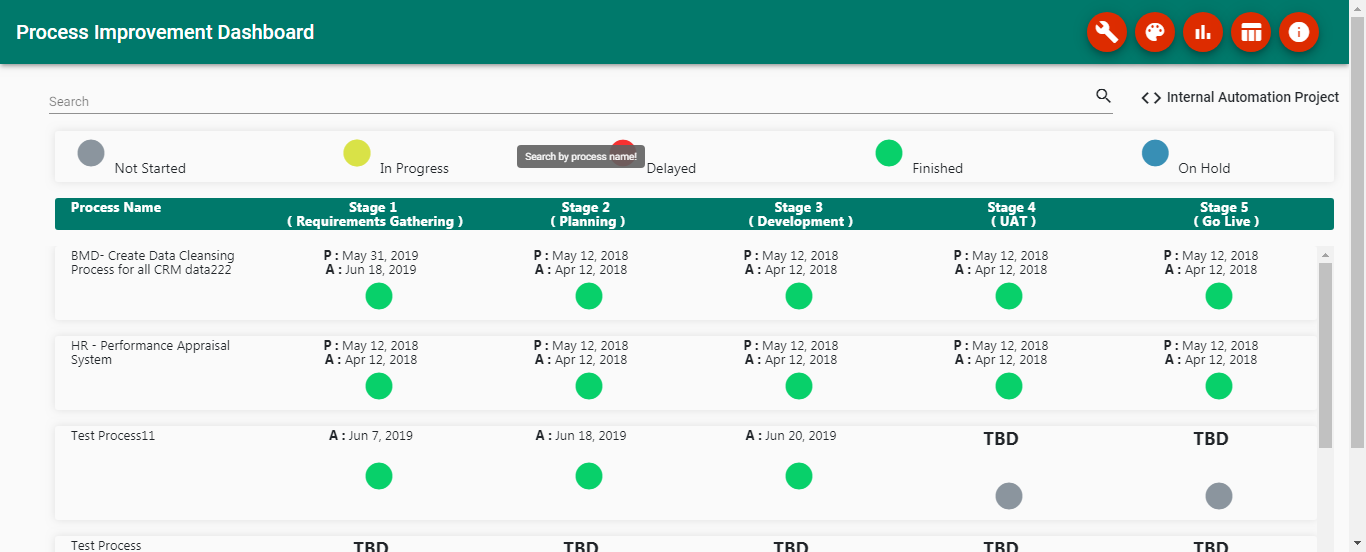 Process Improvement Dashboard
Search
Internal Automation Project
Not Started
In Progress
Search by process name!
Delayed
Finished
On Hold
Process Name
Stage 1
( Requirements Gathering )
Stage 2
( Planning )
Stage 3
( Development )
Stage 4
( UAT )
Stage 5
( Go Live )
BMD- Create Data Cleansing
Process for all CRM data222
P : May 31, 2019
A : Jun 18, 2019
P : May 12, 2018
A : Apr 12, 2018
P : May 12, 2018
A : Apr 12, 2018
P : May 12, 2018
A : Apr 12, 2018
P : May 12, 2018
A : Apr 12, 2018
HR - Performance Appraisal
System
P : May 12, 2018
A : Apr 12, 2018
P : May 12, 2018
A : Apr 12, 2018
P : May 12, 2018
A : Apr 12, 2018
P : May 12, 2018
A : Apr 12, 2018
P : May 12, 2018
A : Apr 12, 2018
Test Process11
A : Jun 7, 2019
A : Jun 18, 2019
A : Jun 20, 2019
TBD
TBD
Test Process
TBD
TBD
TBD
TBD
TBD